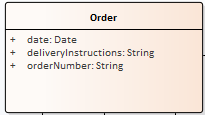 Order
+ date: Date
+ deliveryInstructions: String
+ orderNumber: String